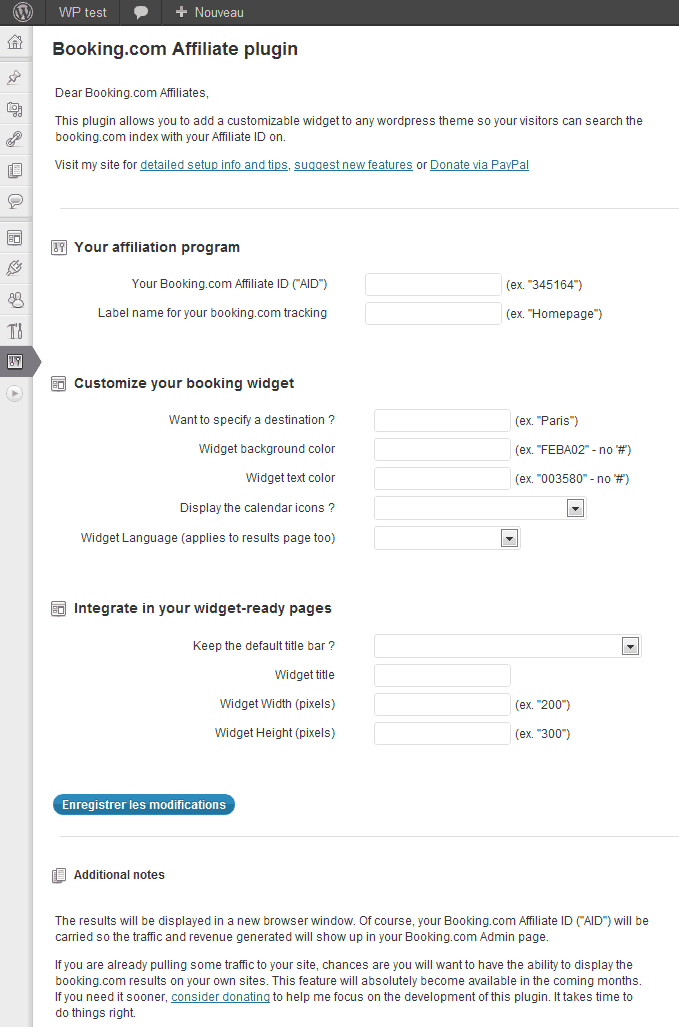 WP test
Nouveau
Booking.com Affiliate plugin
Dear Booking.com Affiliates,
This plugin allows you to add a customizable widget to any wordpress theme so your visitors can search the
booking.com index with your Affiliate ID on.
Visit my site for detailed setup info and tips, suggest new features or Donate via PayPal
Your affiliation program
Your Booking.com Affiliate ID ("AID") (ex. "345164")
Label name for your booking.com tracking (ex. "Homepage")
Customize your booking widget
Want to specify a destination ? (ex. "Paris")
Widget background color (ex. "FEBA02" - no '#')
Widget text color (ex. "003580" - no '#')
Display the calendar icons ?
Widget Language (applies to results page too)
Integrate in your widget-ready pages
Keep the default title bar ?
Widget title
Widget Width (pixels) (ex. "200")
Widget Height (pixels) (ex. "300")
Enregistrer les modifications
Additional notes
The results will be displayed in a new browser window. Of course, your Booking.com Affiliate ID ("AID") will be
carried so the traffic and revenue generated will show up in your Booking.com Admin page.
If you are already pulling some traffic to your site, chances are you will want to have the ability to display the
booking.com results on your own sites. This feature will absolutely become available in the coming months.
If you need it sooner, consider donating to help me focus on the development of this plugin. It takes time to
do things right.